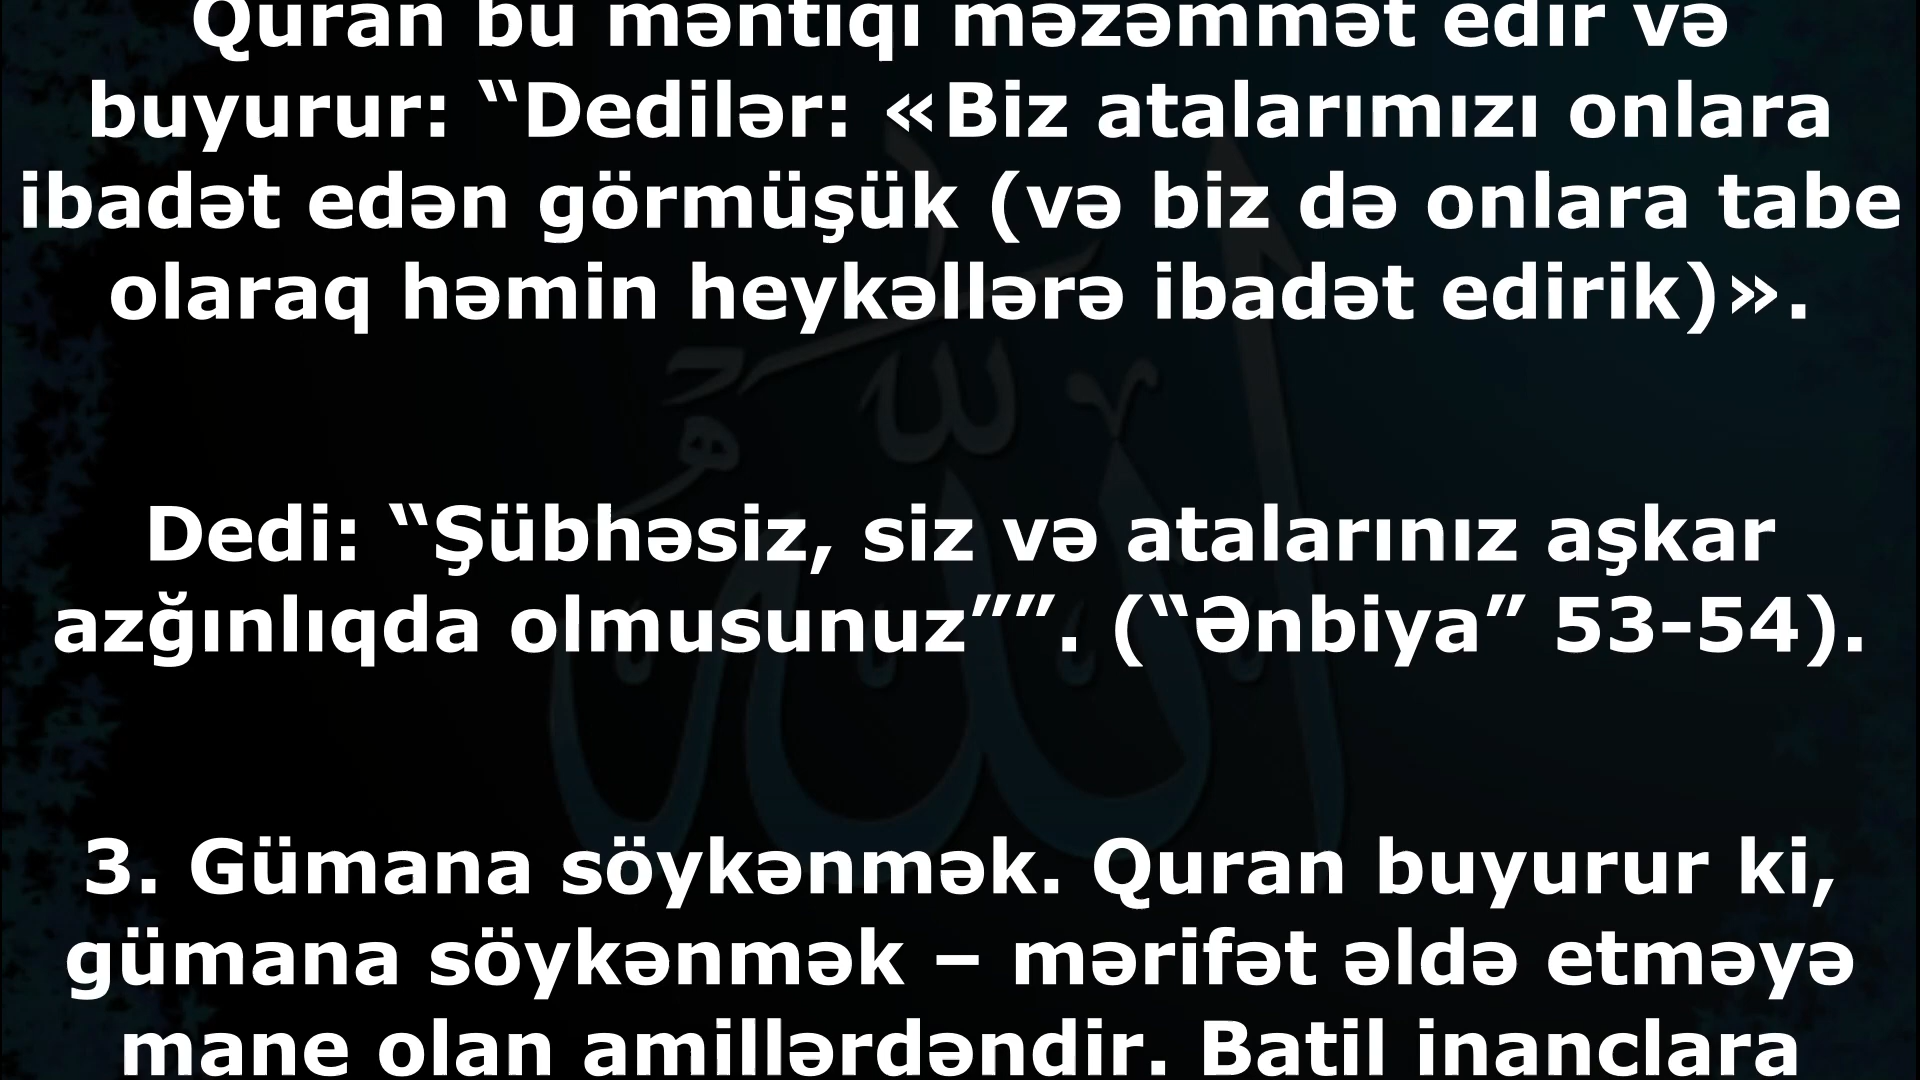 Quran bu məntiqi məzəmmət edir və
buyurur: “Dedilər: «Biz atalarımızı onlara
ibadət edən görmüşük (və biz də onlara tabe
olaraq həmin heykəllərə ibadət edirik)».
Dedi: “Şübhəsiz, siz və atalarınız aşkar
azğınlıqda olmusunuz””. (“Ənbiya” 53-54).
3. Gümana söykənmək. Quran buyurur ki,
gümana söykənmək – mərifət əldə etməyə
mane olan amillərdəndir. Batil inanclara
الله